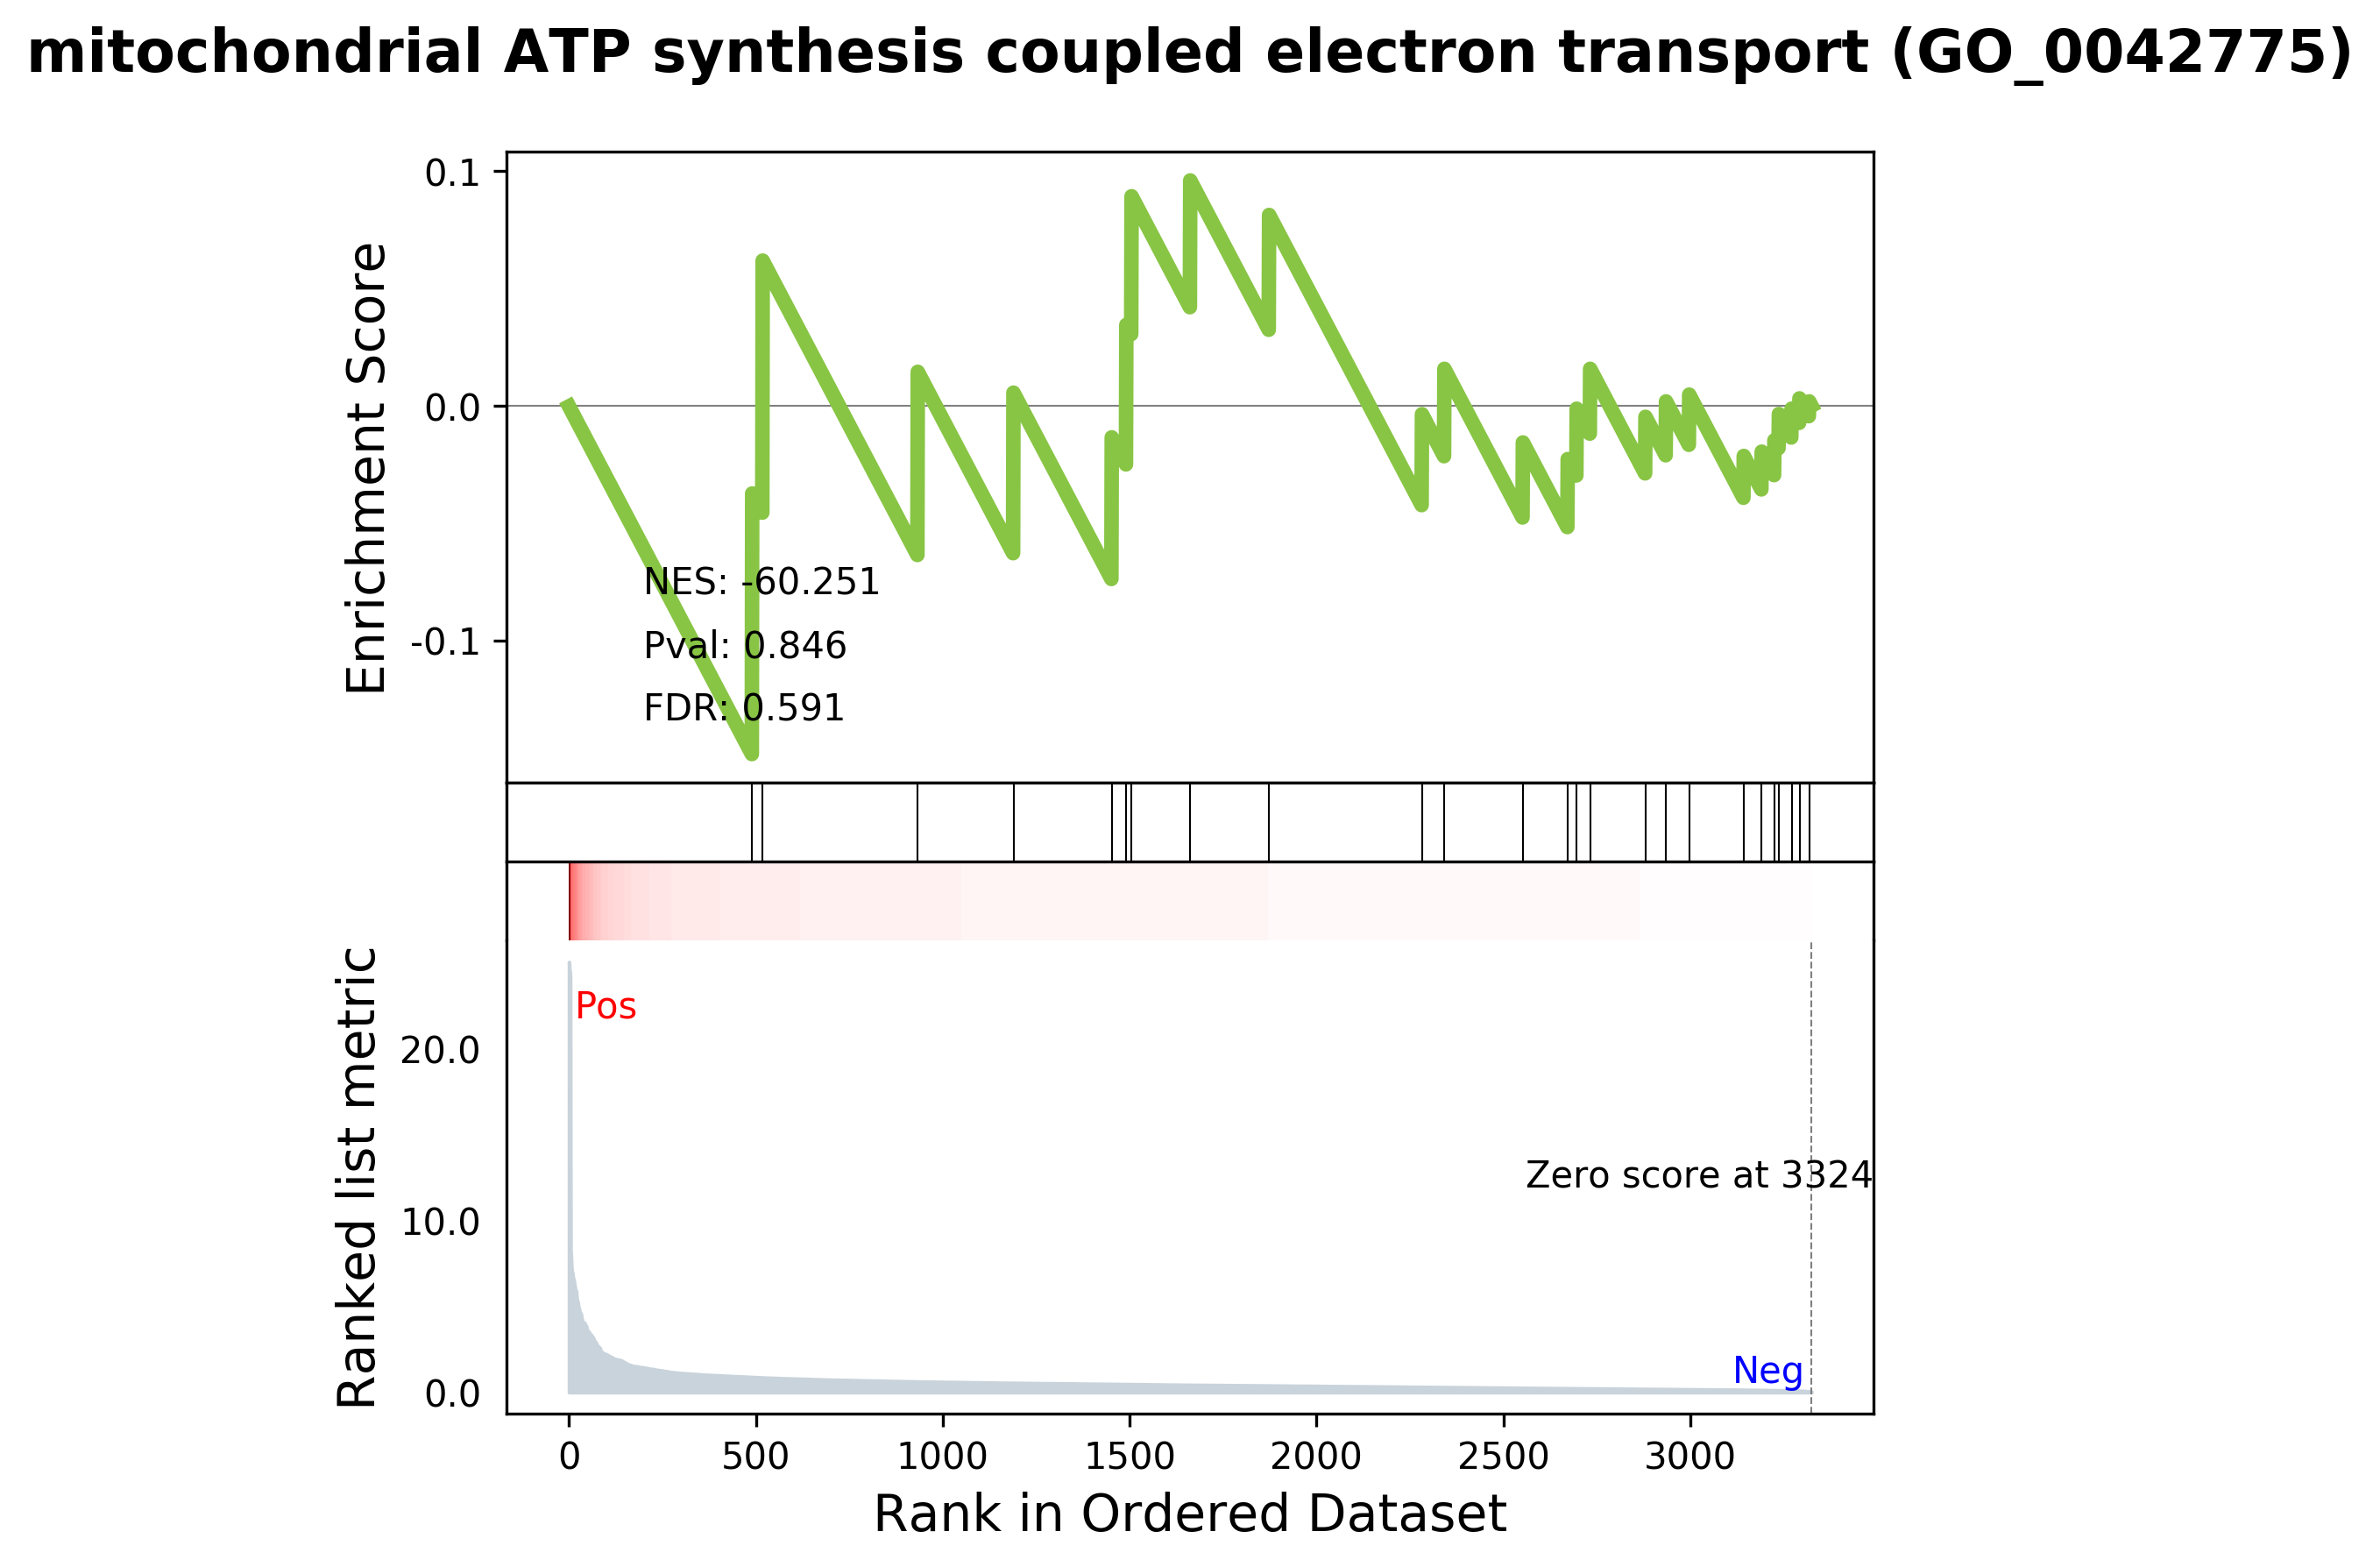 mitochondrial ATP synthesis coupled electron transport (GO_0042775)
Enrichment Score
0.1
0.0
-0.1
NES: -60.251
Pval: 0.846
FDR: 0.591
Ranked list metric
Pos
20.0
Zero score at 3324
10.0
Neg
0.0
0 500 1000 1500 2000 2500 3000
Rank in Ordered Dataset